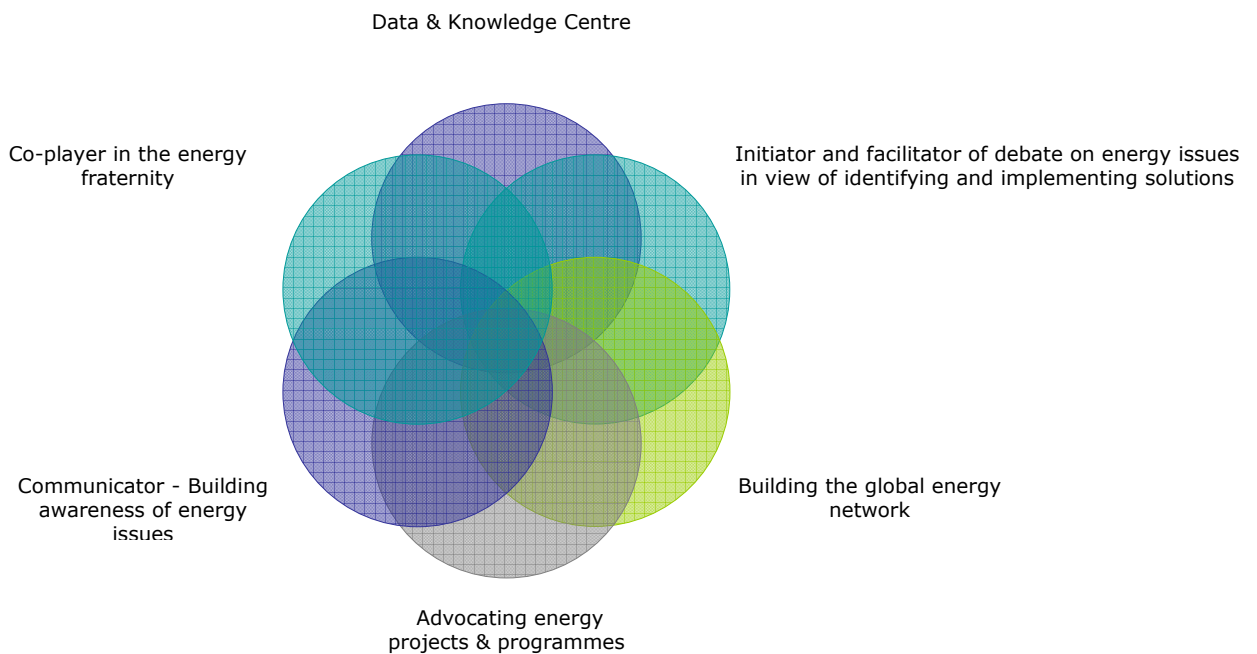 Data & Knowledge Centre
Co-player in the energy
fraternity
Initiator and facilitator of debate on energy issues
in view of identifying and implementing solutions
Communicator - Building
awareness of energy
issues
Building the global energy
network
Advocating energy
projects & programmes